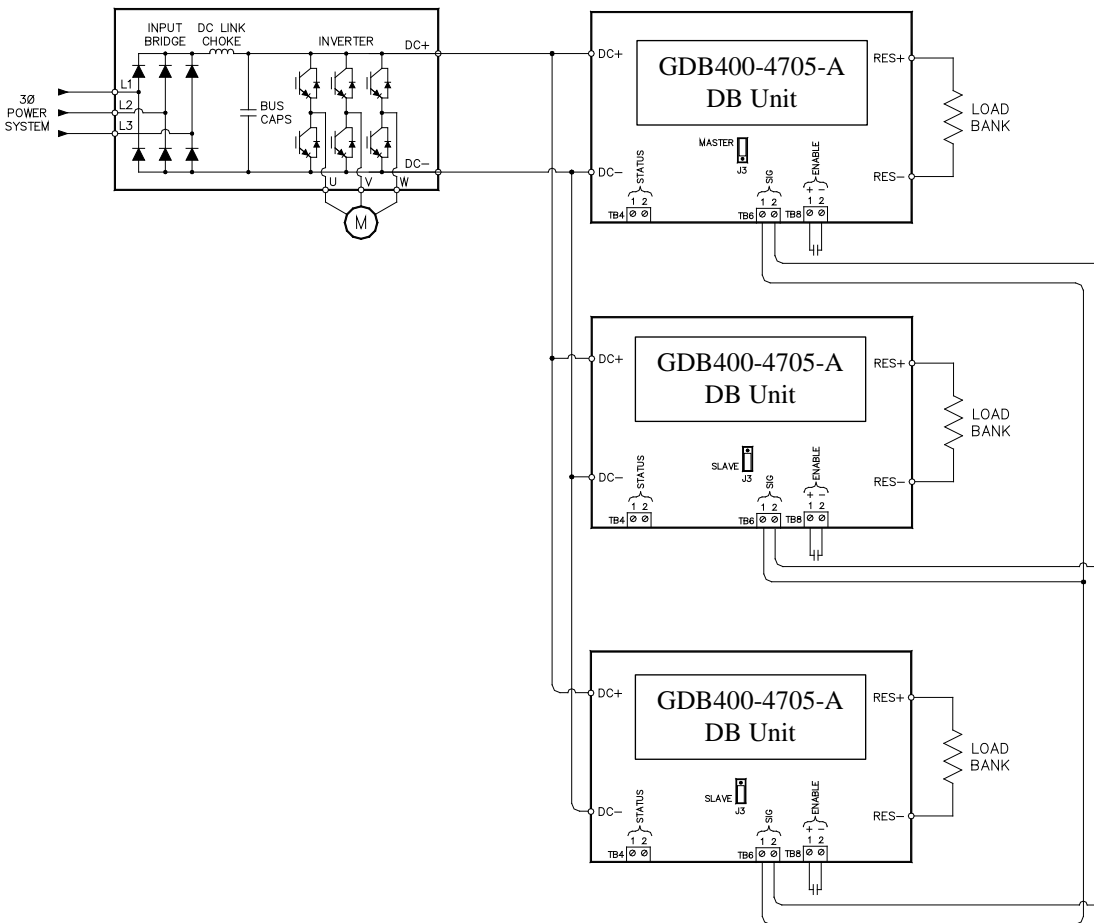 INPUT
BRIDGE
DC LINK
CHOKE
INVERTER
DC+
L1
L2
L3
3Ø
POWER
SYSTEM
BUS
CAPS
DC−
U
V
W
M
DC+
GDB400-4705-A
DB Unit
RES+
LOAD
BANK
MASTER
J3
DC−
RES−
STATUS
1 2
TB4
SIG
1 2
TB6
ENABLE
+ −
1 2
TB8
DC+
GDB400-4705-A
DB Unit
RES+
LOAD
BANK
SLAVE
J3
DC−
RES−
STATUS
1 2
TB4
SIG
1 2
TB6
ENABLE
+ −
1 2
TB8
DC+
GDB400-4705-A
DB Unit
RES+
LOAD
BANK
SLAVE
J3
DC−
RES−
STATUS
1 2
TB4
SIG
1 2
TB6
ENABLE
+ −
1 2
TB8